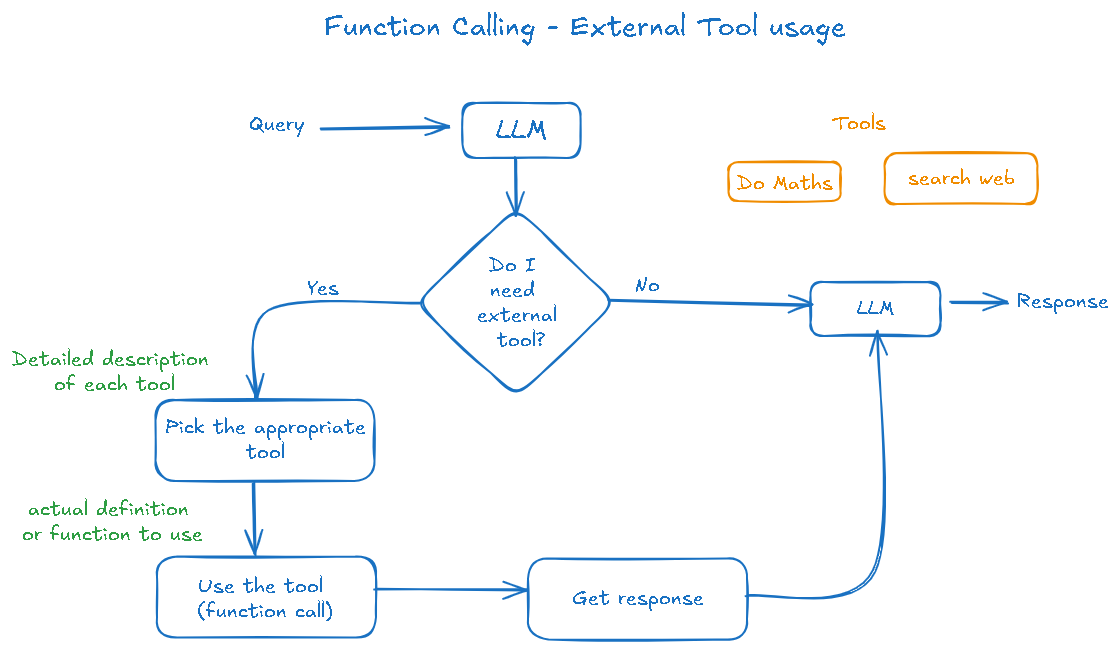 Function Calling - External Tool usage
Query
LLM
Tools
Do Maths
search web
Do I
need
external
tool?
Yes
No
LLM
Response
Detailed description
of each tool
Pick the appropriate
tool
actual definition
or function to use
Use the tool
(function call)
Get response